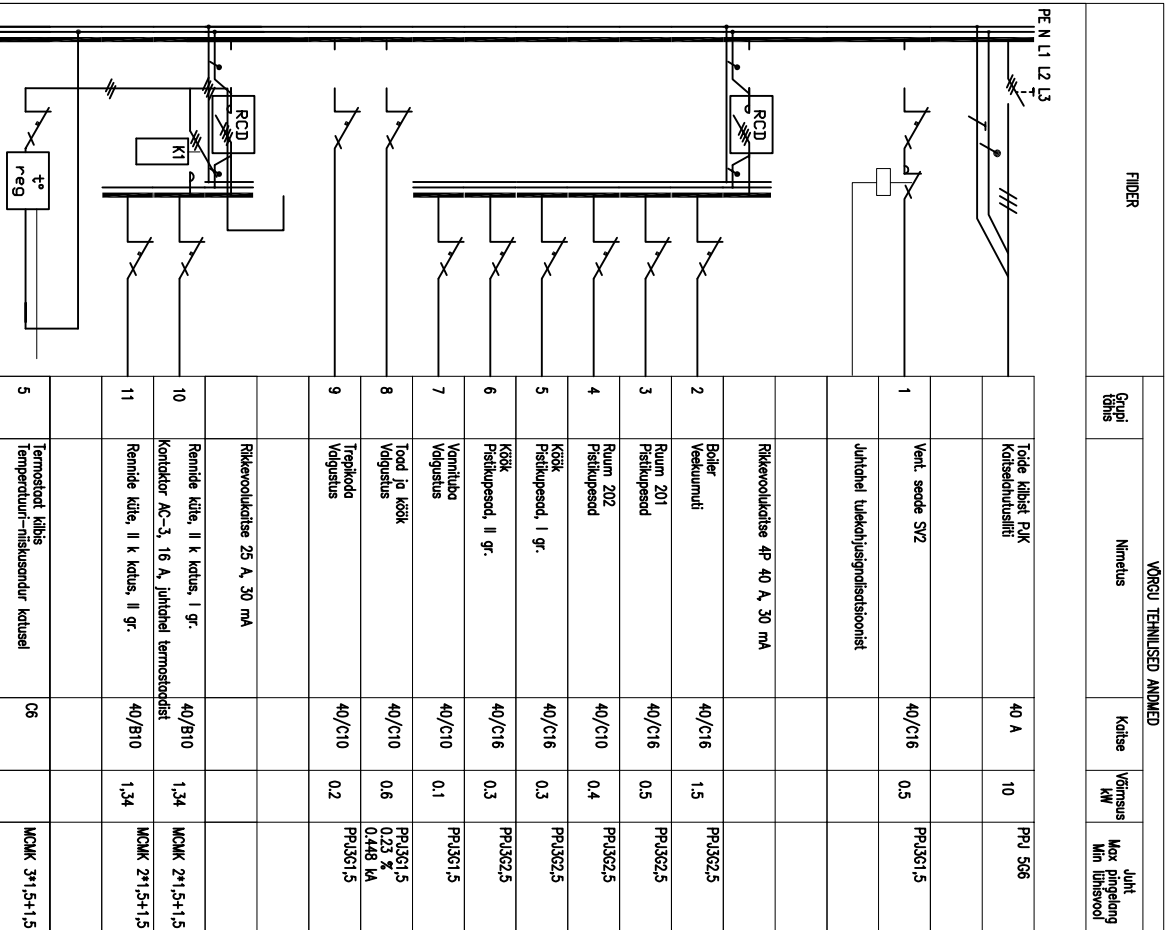 VÕRGU TEHNILISED ANDMED
FIIDER
Grupi
tähis
Nimetus
Kaitse
Võimsus
kW
Juht
Max pingelang
Min lühisvool
PE N L1 L2 L3
Toide kilbist PJK
Kaitselahutuslüliti
40 A
10
PPJ 5G6
1
Vent. seade SV2
40/C16
0.5
PPJ3G1,5
Juhtahel tulekahjusignalisatsioonist
RCD
Rikkevoolukaitse 4P 40 A, 30 mA
2
Boiler
Veekuumuti
40/C16
1.5
PPJ3G2,5
3
Ruum 201
Pistikupesad
40/C16
0.5
PPJ3G2,5
4
Ruum 202
Pistikupesad
40/C10
0.4
PPJ3G2,5
5
Köök
Pistikupesad, I gr.
40/C16
0.3
PPJ3G2,5
6
Köök
Pistikupesad, II gr.
40/C16
0.3
PPJ3G2,5
7
Vannituba
Valgustus
40/C10
0.1
PPJ3G1,5
8
Toad ja köök
Valgustus
40/C10
0.6
PPJ3G1,5
0.23 %
0.448 kA
9
Trepikoda
Valgustus
40/C10
0.2
PPJ3G1,5
RCD
Rikkevoolukaitse 25 A, 30 mA
K1
10
Rennide küte, II k katus, I gr.
Kontaktor AC-3, 16 A, juhtahel termostaadist
40/B10
1,34
MCMK 2*1,5+1,5
11
Rennide küte, II k katus, II gr.
40/B10
1,34
MCMK 2*1,5+1,5
t°
reg
5
Termostaat kilbis
Temperatuuri-niiskusandur katusel
C6
MCMK 3*1,5+1,5